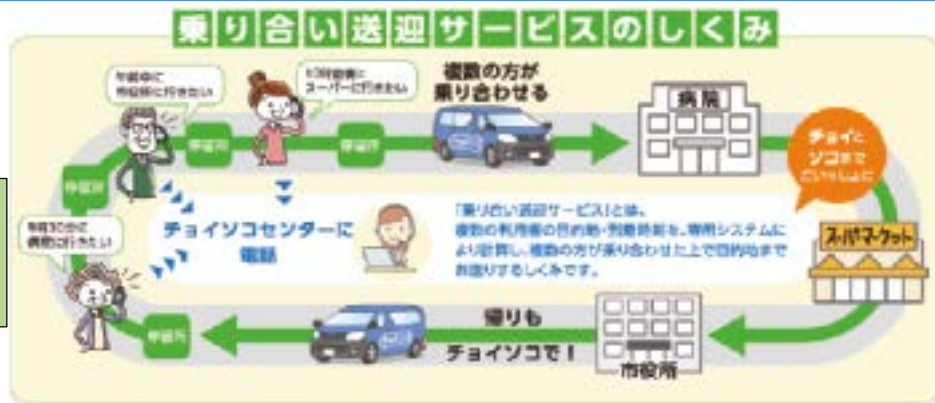 乗り合い送迎サービスのしくみ
午前中に
市役所に行きたい
スーパーに行きたい
複数の方が
乗り合わせる
病院
チョイと
ソコまで
ごいっしょに
停留所
停留所
停留所
病院に行きたい
チョイソコセンターに
電話
「乗り合い送迎サービス」とは、
複数の利用者の目的地・到着時刻を、専用システムに
より計算し、複数の方が乗り合わせた上で目的地まで
お送りするしくみです。
スーパーマーケット
停留所
帰りも
チョイソコで!
市役所